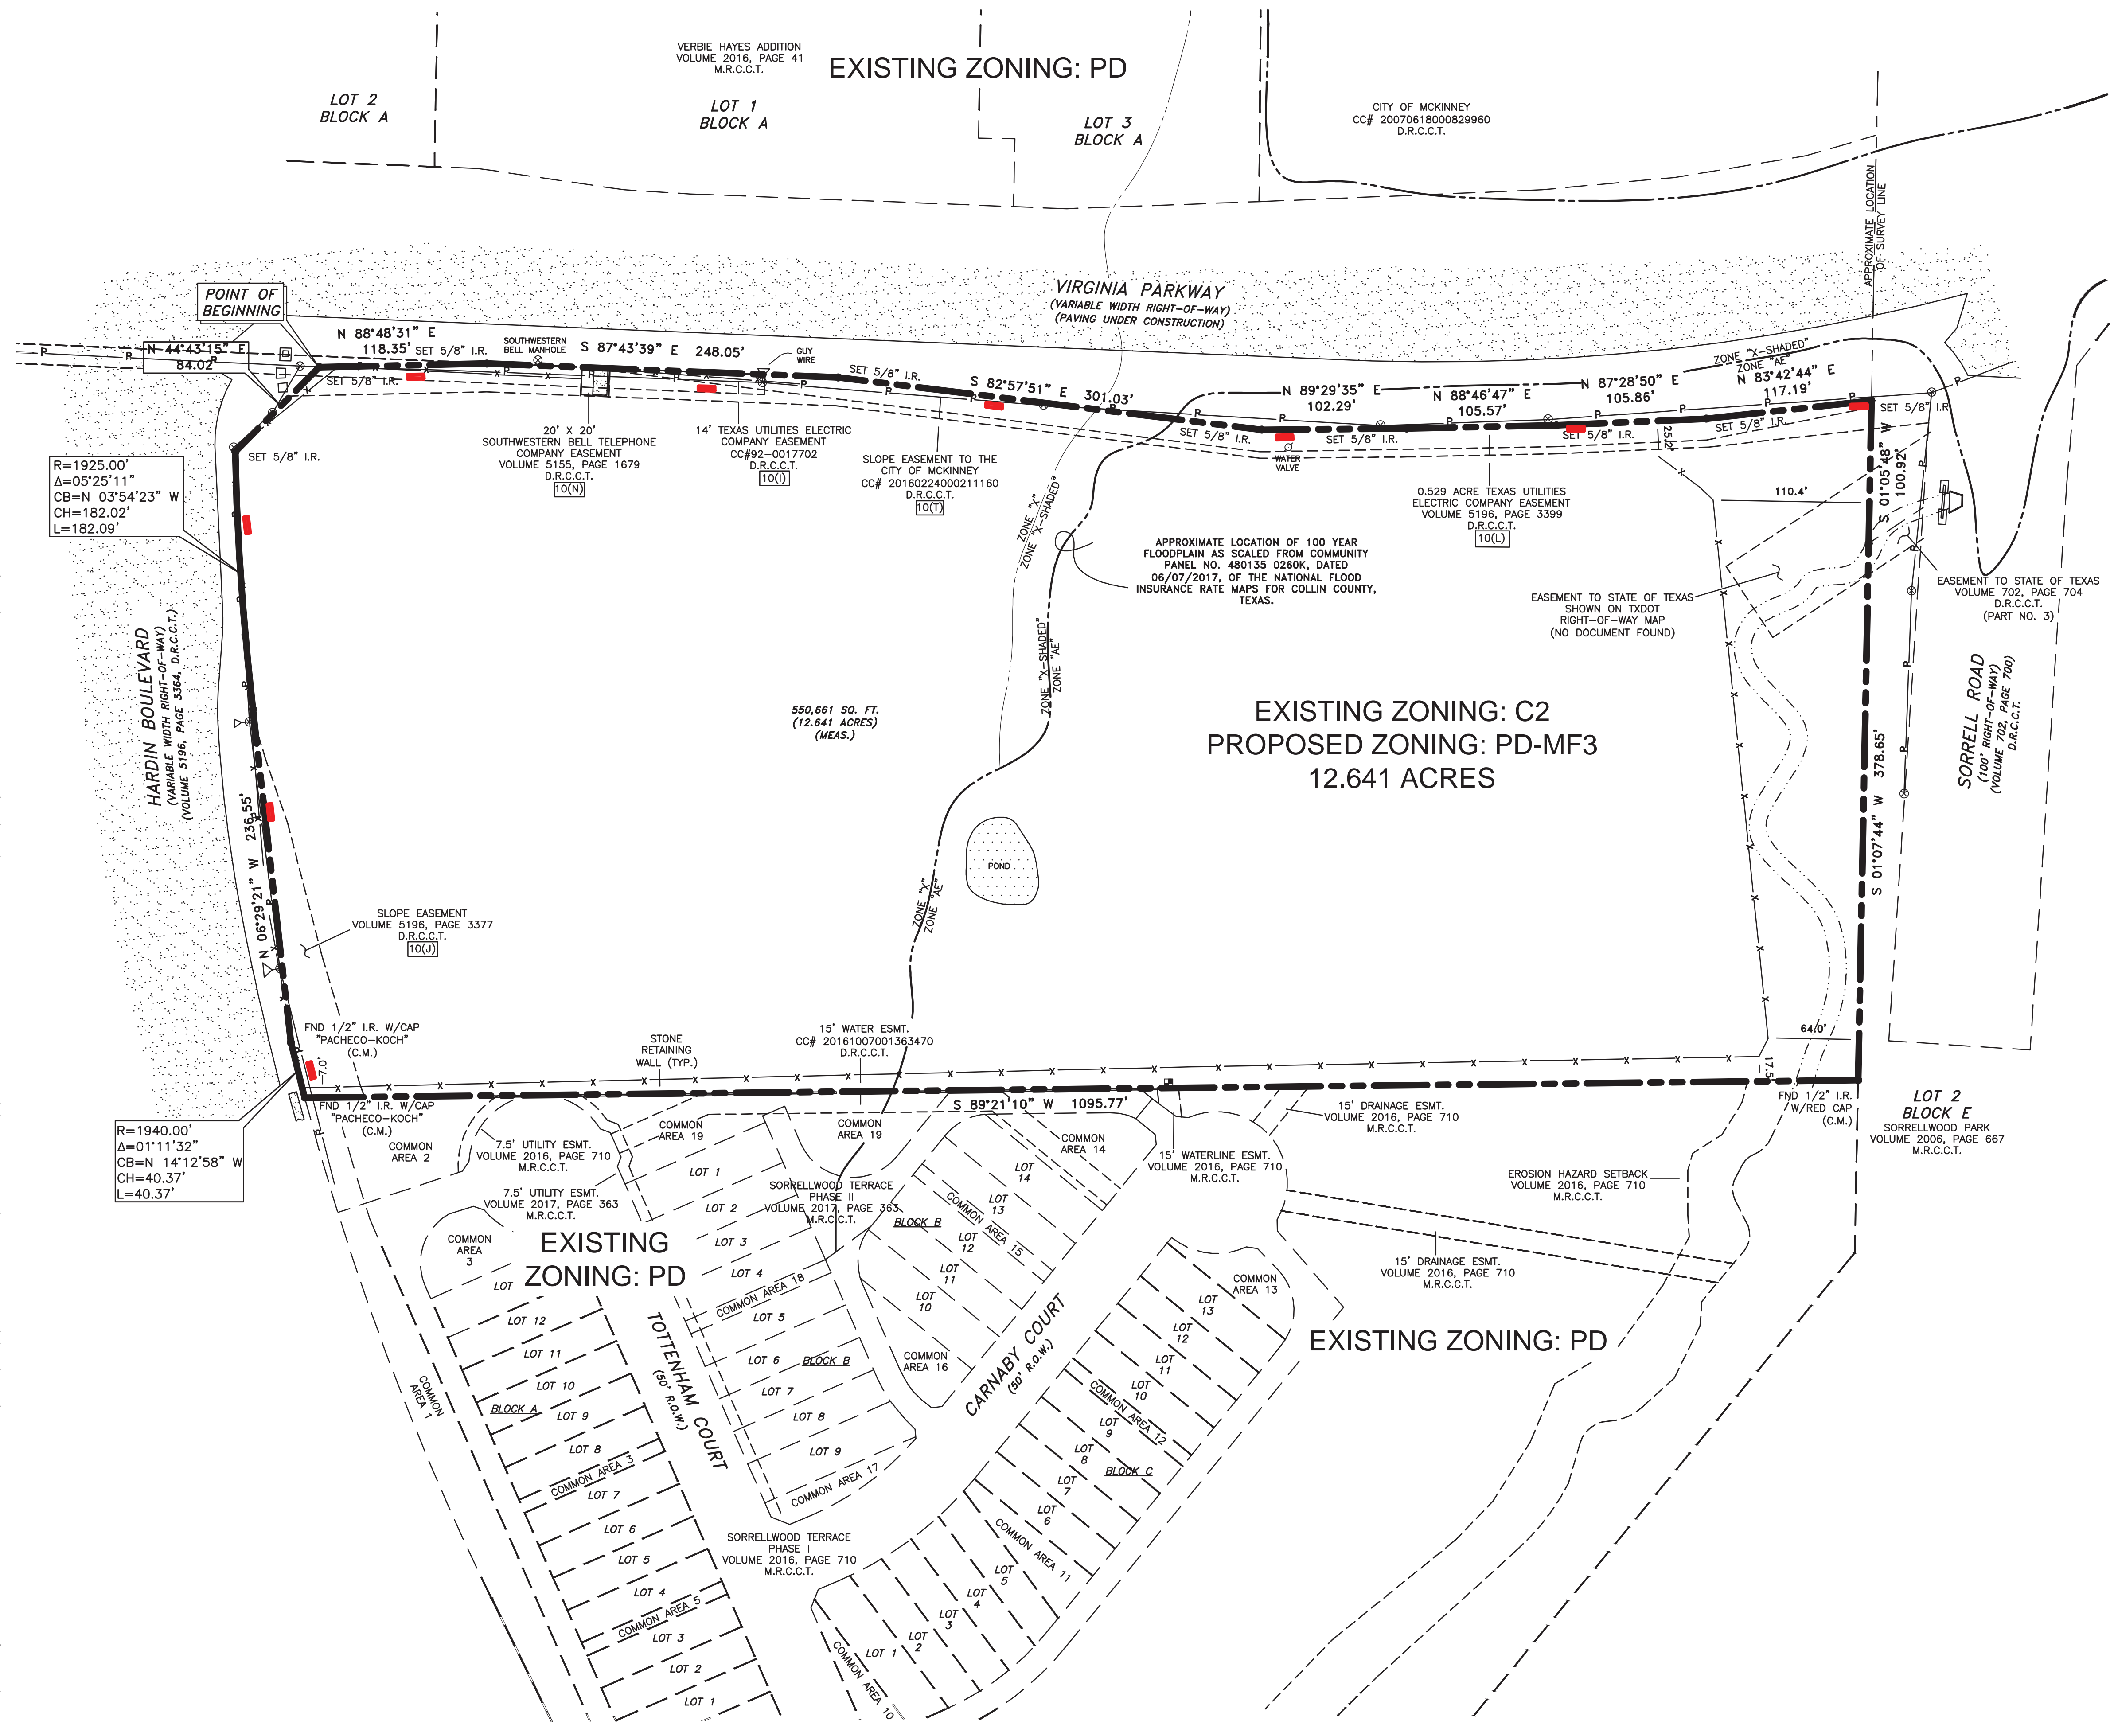 VERBIE HAYES ADDITION
VOLUME 2016, PAGE 41
M.R.C.C.T.
EXISTING ZONING: PD
LOT 2
BLOCK A
LOT 1
BLOCK A
LOT 3
BLOCK A
CITY OF MCKINNEY
CC# 20070618000829960
D.R.C.C.T.
APPROXIMATE LOCATION
OF SURVEY LINE
VIRGINIA PARKWAY
(VARIABLE WIDTH RIGHT-OF-WAY)
(PAVING UNDER CONSTRUCTION)
POINT OF
BEGINNING
N 44°43'15" E
84.02'
N 88°48'31" E
118.35'
SET 5/8" I.R.
SET 5/8" I.R.
SOUTHWESTERN
BELL MANHOLE
S 87°43'39" E 248.05'
GUY
WIRE
SET 5/8" I.R.
S 82°57'51" E 301.03'
SET 5/8" I.R.
N 89°29'35" E
102.29'
SET 5/8" I.R.
N 88°46'47" E
105.57'
SET 5/8" I.R.
N 87°28'50" E
105.86'
SET 5/8" I.R.
N 83°42'44" E
117.19'
SET 5/8" I.R.
ZONE "X-SHADED"
ZONE "AE"
WATER
VALVE
25.2'
SET 5/8" I.R.
R=1925.00'
Δ=05°25'11"
CB=N 03°54'23" W
CH=182.02'
L=182.09'
20' X 20'
SOUTHWESTERN BELL TELEPHONE
COMPANY EASEMENT
VOLUME 5155, PAGE 1679
D.R.C.C.T.
10(N)
14' TEXAS UTILITIES ELECTRIC
COMPANY EASEMENT
CC#92-0017702
D.R.C.C.T.
10(I)
SLOPE EASEMENT TO THE
CITY OF MCKINNEY
CC# 20160224000211160
D.R.C.C.T.
10(T)
ZONE "X"
ZONE "X-SHADED"
0.529 ACRE TEXAS UTILITIES
ELECTRIC COMPANY EASEMENT
VOLUME 5196, PAGE 3399
D.R.C.C.T.
10(L)
110.4'
S 01°05'48" W
100.92'
APPROXIMATE LOCATION OF 100 YEAR
FLOODPLAIN AS SCALED FROM COMMUNITY
PANEL NO. 480135 0260K, DATED
06/07/2017, OF THE NATIONAL FLOOD
INSURANCE RATE MAPS FOR COLLIN COUNTY,
TEXAS.
EASEMENT TO STATE OF TEXAS
SHOWN ON TXDOT
RIGHT-OF-WAY MAP
(NO DOCUMENT FOUND)
EASEMENT TO STATE OF TEXAS
VOLUME 702, PAGE 704
D.R.C.C.T.
(PART NO. 3)
HARDIN BOULEVARD
(VARIABLE WIDTH RIGHT-OF-WAY)
(VOLUME 5196, PAGE 3364, D.R.C.C.T.)
ZONE "X-SHADED"
ZONE "AE"
550,661 SQ. FT.
(12.641 ACRES)
(MEAS.)
EXISTING ZONING: C2
PROPOSED ZONING: PD-MF3
12.641 ACRES
SORRELL ROAD
(100' RIGHT-OF-WAY)
(VOLUME 702, PAGE 700)
D.R.C.C.T.
S 01°07'44" W 378.65'
N 06°29'21" W 236.55'
POND
ZONE "X"
ZONE "AE"
SLOPE EASEMENT
VOLUME 5196, PAGE 3377
D.R.C.C.T.
10(J)
FND 1/2" I.R. W/CAP
"PACHECO-KOCH"
(C.M.)
7.0'
STONE
RETAINING
WALL (TYP.)
15' WATER ESMT.
CC# 20161007001363470
D.R.C.C.T.
64.0'
17.5'
S 89°21'10" W 1095.77'
FND 1/2" I.R. W/CAP
"PACHECO-KOCH"
(C.M.)
FND 1/2" I.R.
W/RED CAP
(C.M.)
LOT 2
BLOCK E
SORRELLWOOD PARK
VOLUME 2006, PAGE 667
M.R.C.C.T.
R=1940.00'
Δ=01°11'32"
CB=N 14°12'58" W
CH=40.37'
L=40.37'
COMMON
AREA 2
7.5' UTILITY ESMT.
VOLUME 2016, PAGE 710
M.R.C.C.T.
7.5' UTILITY ESMT.
VOLUME 2017, PAGE 363
M.R.C.C.T.
COMMON
AREA 19
COMMON
AREA 19
COMMON
AREA 14
15' WATERLINE ESMT.
VOLUME 2016, PAGE 710
M.R.C.C.T.
15' DRAINAGE ESMT.
VOLUME 2016, PAGE 710
M.R.C.C.T.
EROSION HAZARD SETBACK
VOLUME 2016, PAGE 710
M.R.C.C.T.
15' DRAINAGE ESMT.
VOLUME 2016, PAGE 710
M.R.C.C.T.
SORRELLWOOD TERRACE
PHASE II
VOLUME 2017, PAGE 363
M.R.C.C.T.
EXISTING
ZONING: PD
EXISTING ZONING: PD
COMMON
AREA
3
LOT
LOT 12
LOT 11
LOT 10
BLOCK A
LOT 9
LOT 8
COMMON AREA 3
LOT 7
LOT 6
LOT 5
LOT 4
COMMON AREA 5
LOT 3
LOT 2
LOT 1
COMMON
AREA 1
TOTTENHAM COURT
(50' R.O.W.)
LOT 1
LOT 2
LOT 3
LOT 4
COMMON AREA 18
LOT 5
LOT 6
BLOCK B
LOT 7
LOT 8
LOT 9
COMMON AREA 17
LOT
14
LOT
13
COMMON AREA 15
BLOCK B
LOT
12
LOT
11
LOT
10
COMMON
AREA 16
CARNABY COURT
(50' R.O.W.)
COMMON
AREA 13
LOT
13
LOT
12
LOT
11
LOT
10
COMMON AREA 12
LOT
9
LOT
8
BLOCK C
LOT
7
LOT
6
COMMON AREA 11
LOT
5
LOT
4
LOT
3
LOT
2
LOT 1
COMMON AREA 10
SORRELLWOOD TERRACE
PHASE I
VOLUME 2016, PAGE 710
M.R.C.C.T.